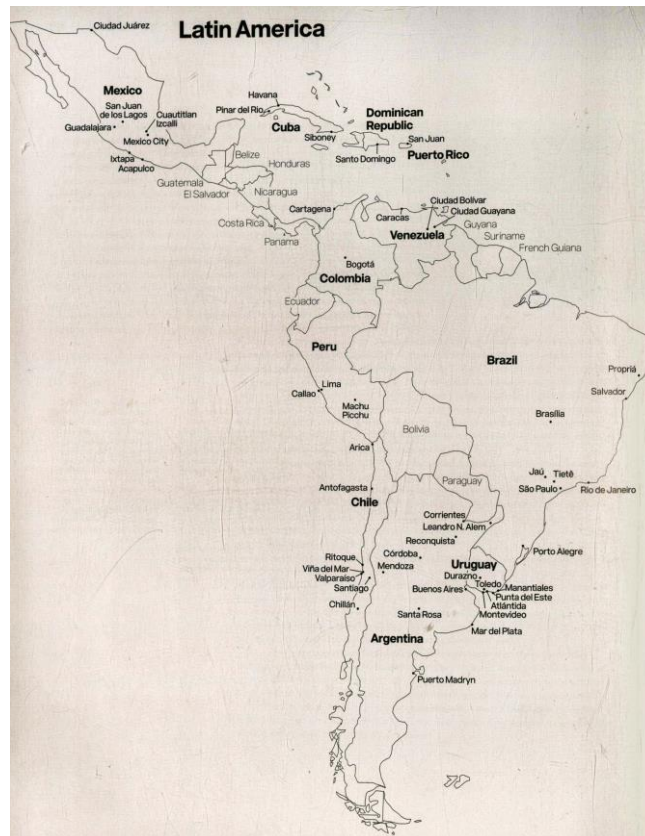 Latin America
Ciudad Juárez
Mexico
San Juan
de los Lagos
Cuautitlan
Izcalli
Guadalajara
Mexico City
Ixtapa
Acapulco
Havana
Pinar del Rio
Cuba
Siboney
Dominican
Republic
San Juan
Santo Domingo
Puerto Rico
Belize
Honduras
Guatemala
El Salvador
Nicaragua
Costa Rica
Panama
Cartagena
Caracas
Ciudad Bolívar
Ciudad Guayana
Venezuela
Guyana
Suriname
French Guiana
Bogotá
Colombia
Ecuador
Peru
Brazil
Lima
Callao
Machu
Picchu
Propriá
Salvador
Brasília
Bolivia
Arica
Antofagasta
Chile
Paraguay
Jaú
Tietê
São Paulo
Rio de Janeiro
Corrientes
Leandro N. Alem
Reconquista
Porto Alegre
Ritoque
Viña del Mar
Valparaíso
Santiago
Chillán
Córdoba
Mendoza
Uruguay
Durazno
Toledo
Manantiales
Buenos Aires
Punta del Este
Atlántida
Montevideo
Santa Rosa
Argentina
Mar del Plata
Puerto Madryn